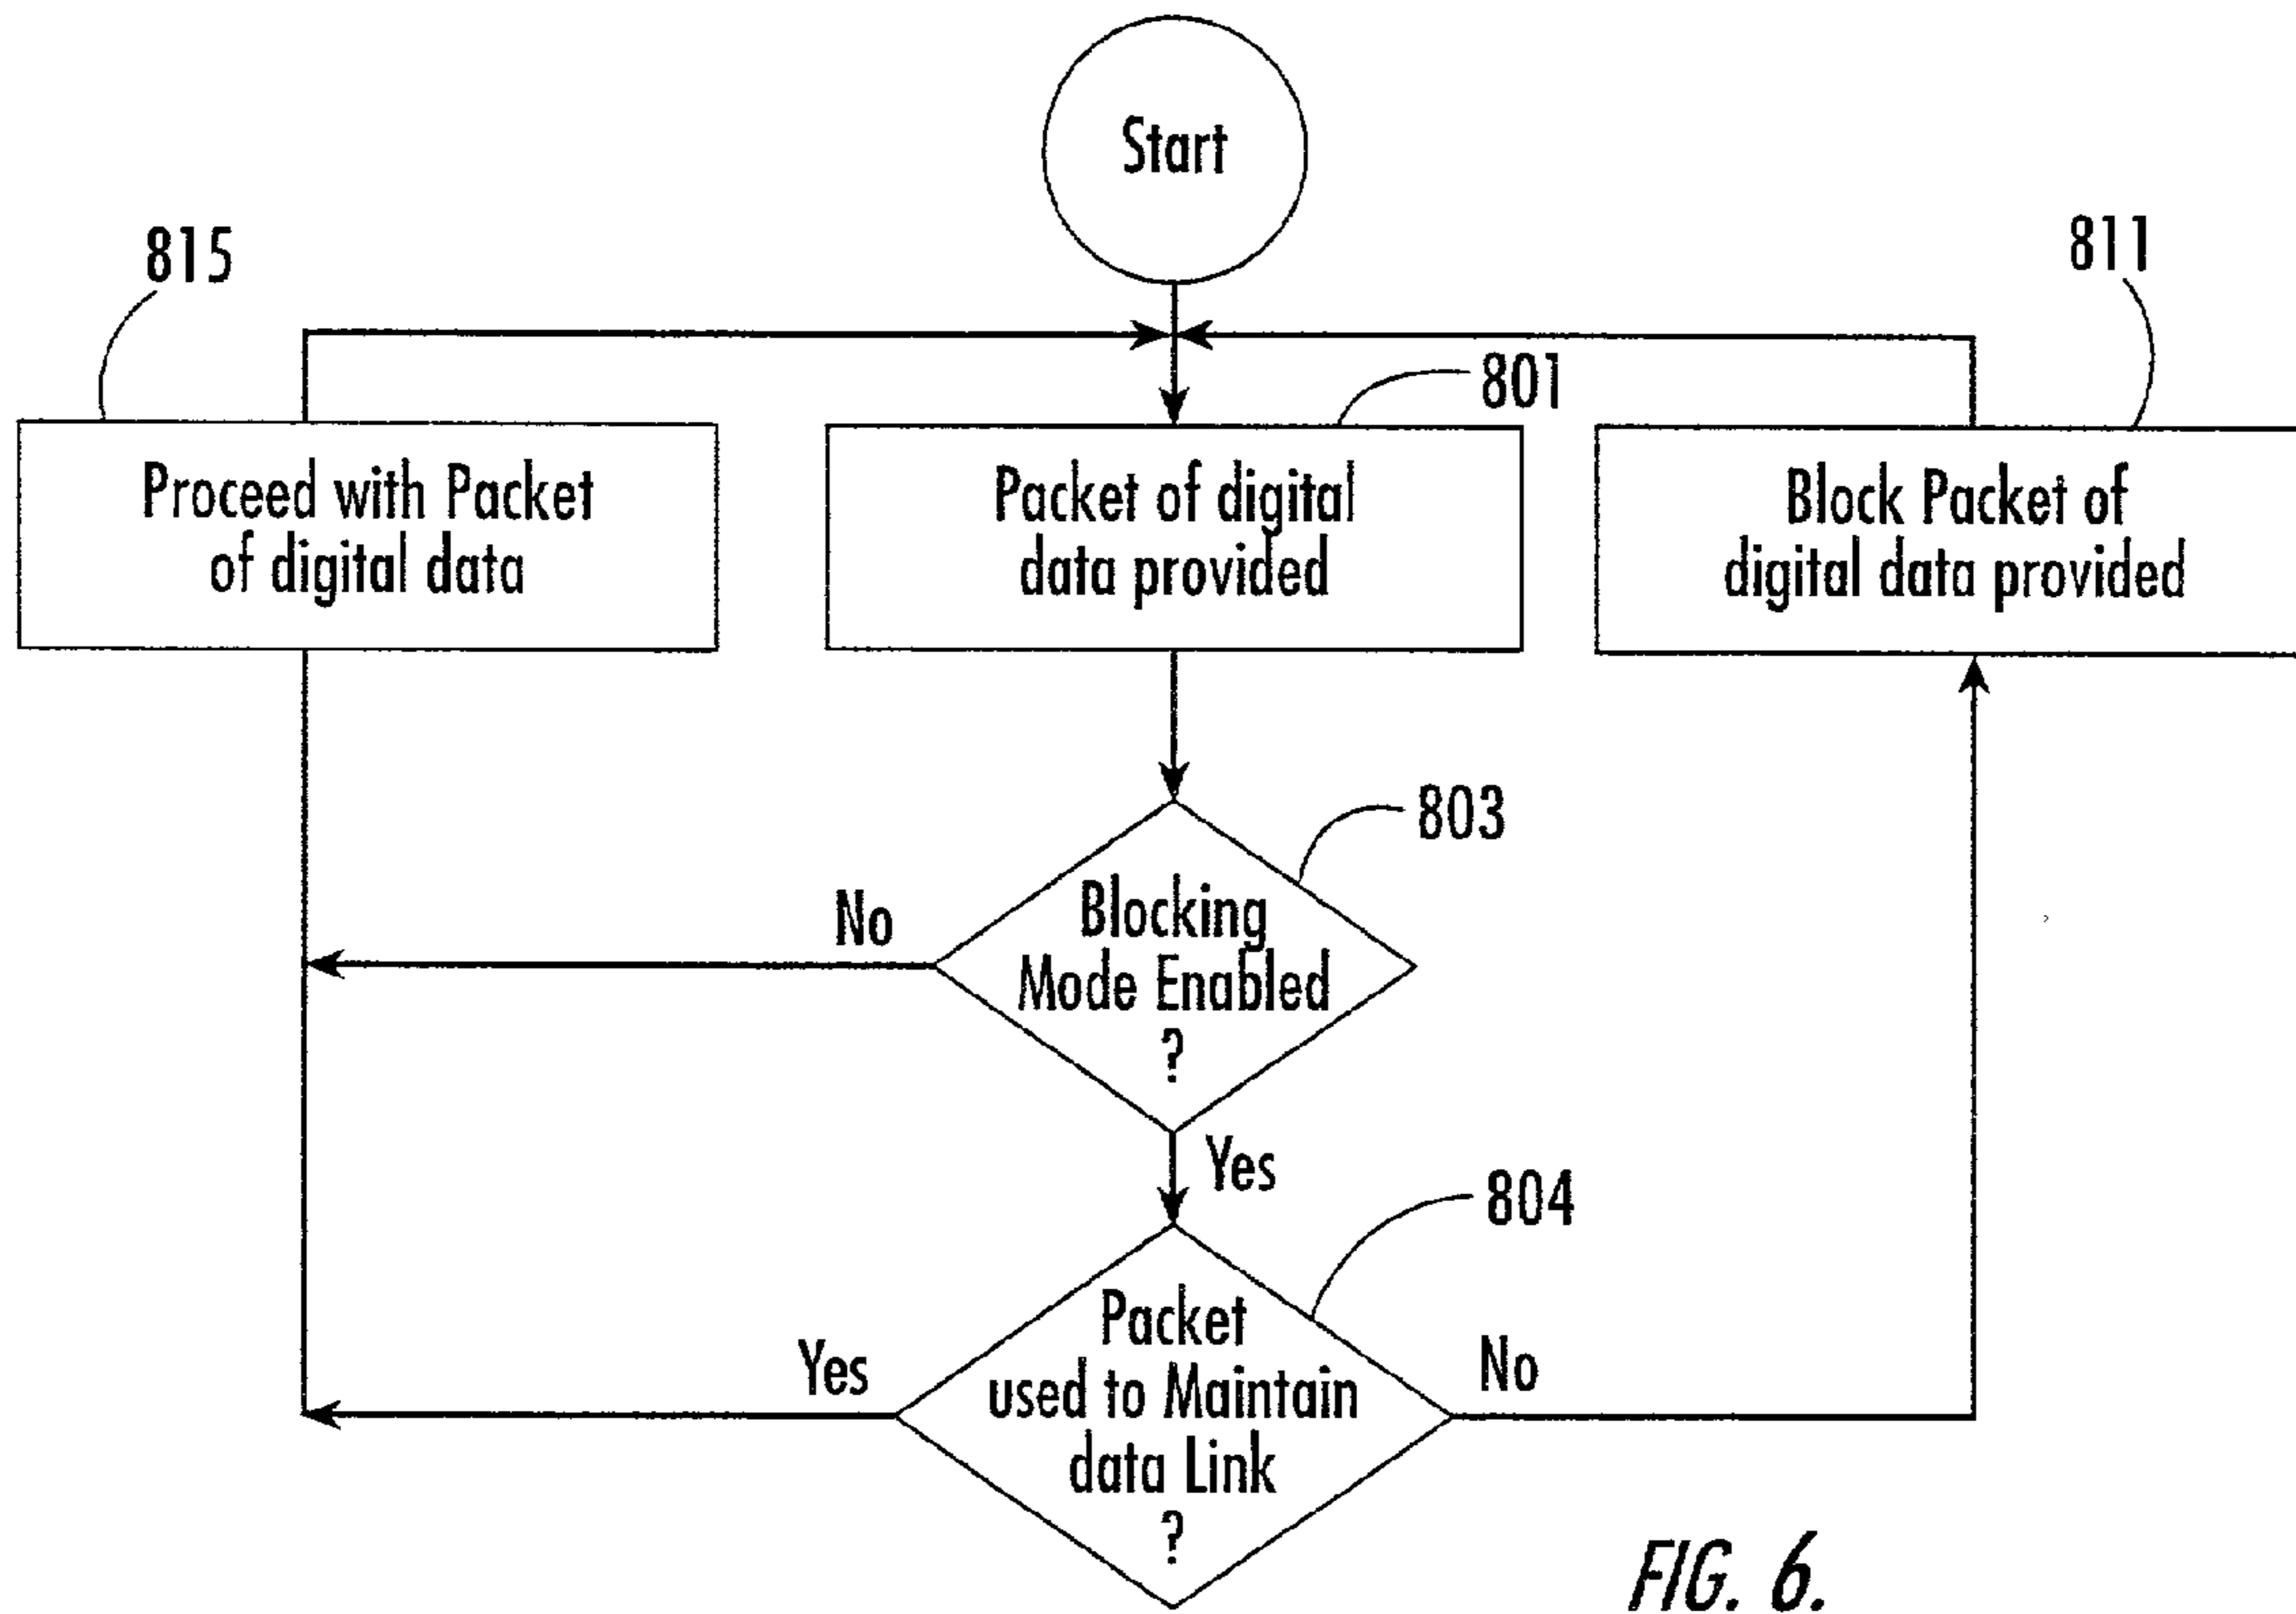 Start
815
811
801
Proceed with Packet
of digital data
Packet of digital
data provided
Block Packet of
digital data provided
803
Blocking
Mode Enabled
?
No
Yes
804
Packet
used to Maintain
data Link
?
Yes
No
FIG. 6.